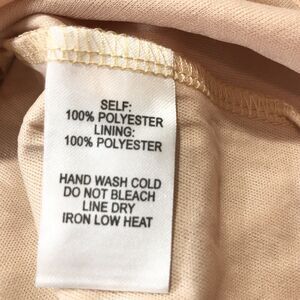 SELF:
100% POLYESTER
LINING:
100% POLYESTER
HAND WASH COLD
DO NOT BLEACH
LINE DRY
IRON LOW HEAT